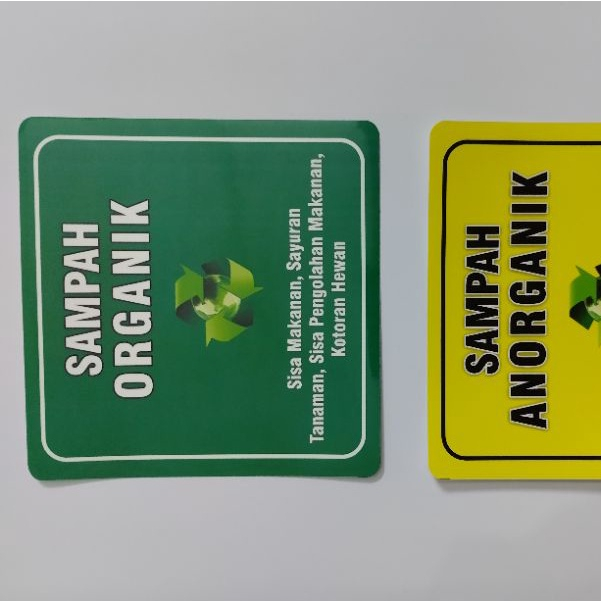 SAMPAH
ORGANIK
Sisa Makanan, Sayuran
Tanaman, Sisa Pengolahan Makanan,
Kotoran Hewan
SAMPAH
ANORGANIK